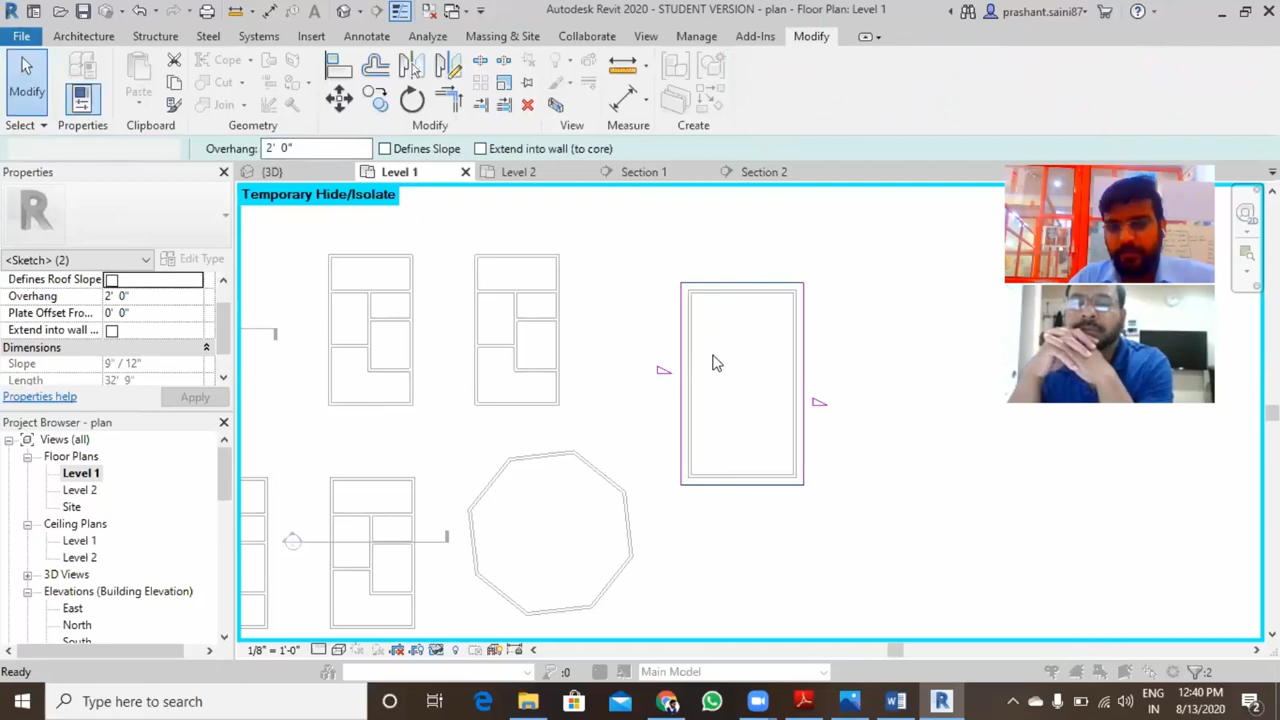 Autodesk Revit 2020 - STUDENT VERSION - plan - Floor Plan: Level 1
prashant.saini87
File Architecture Structure Steel Systems Insert Annotate Analyze Massing & Site Collaborate View Manage Add-Ins Modify
Modify
Paste
Cope
Cut
Join
Select Properties Clipboard Geometry Modify View Measure Create
Overhang: 2' 0" Defines Slope Extend into wall (to core)
Properties
{3D} Level 1 Level 2 Section 1 Section 2
Temporary Hide/Isolate
2D
R
<Sketch> (2) Edit Type
Defines Roof Slope
Overhang 2' 0"
Plate Offset Fro... 0' 0"
Extend into wall ...
Dimensions
Slope 9" / 12"
Length 32' 9"
Properties help Apply
Project Browser - plan
Views (all)
Floor Plans
Level 1
Level 2
Site
Ceiling Plans
Level 1
Level 2
3D Views
Elevations (Building Elevation)
East
North
South
1/8" = 1'-0"
Ready :0 Main Model :2
Type here to search
ENG
IN
12:40 PM
8/13/2020
2